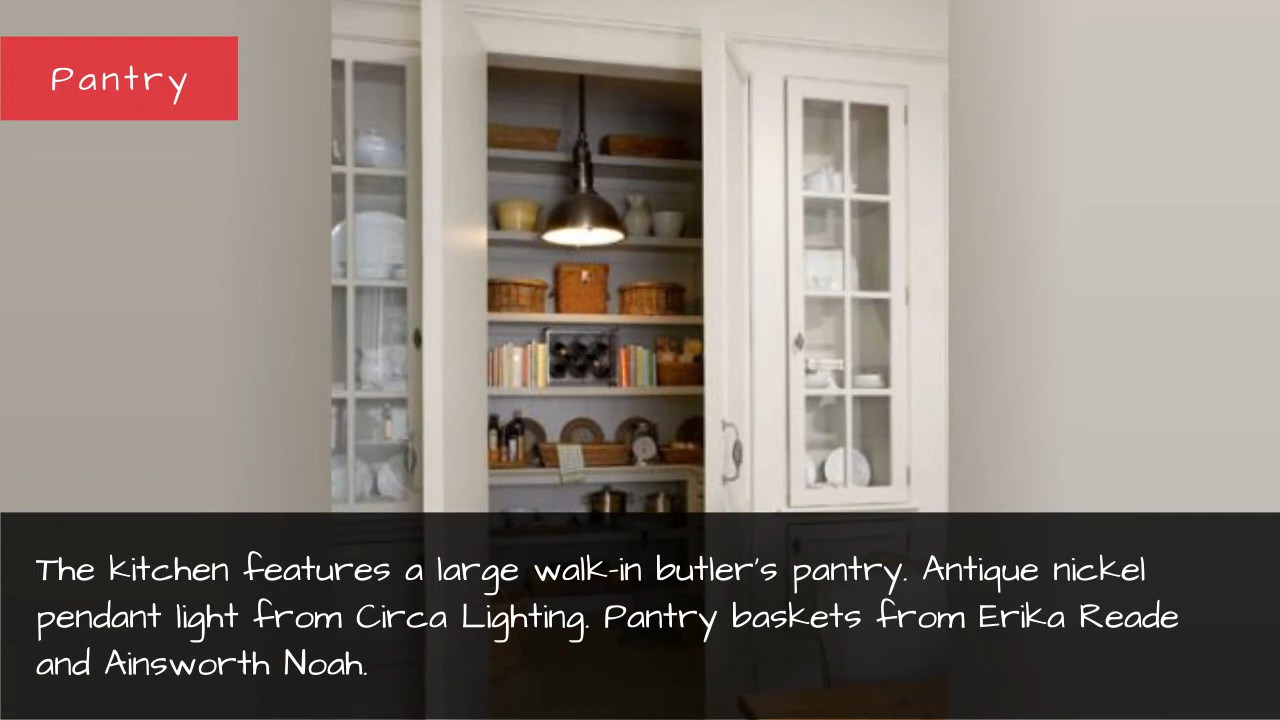 Pantry
The kitchen features a large walk-in butler's pantry. Antique nickel
pendant light from Circa Lighting. Pantry baskets from Erika Reade
and Ainsworth Noah.